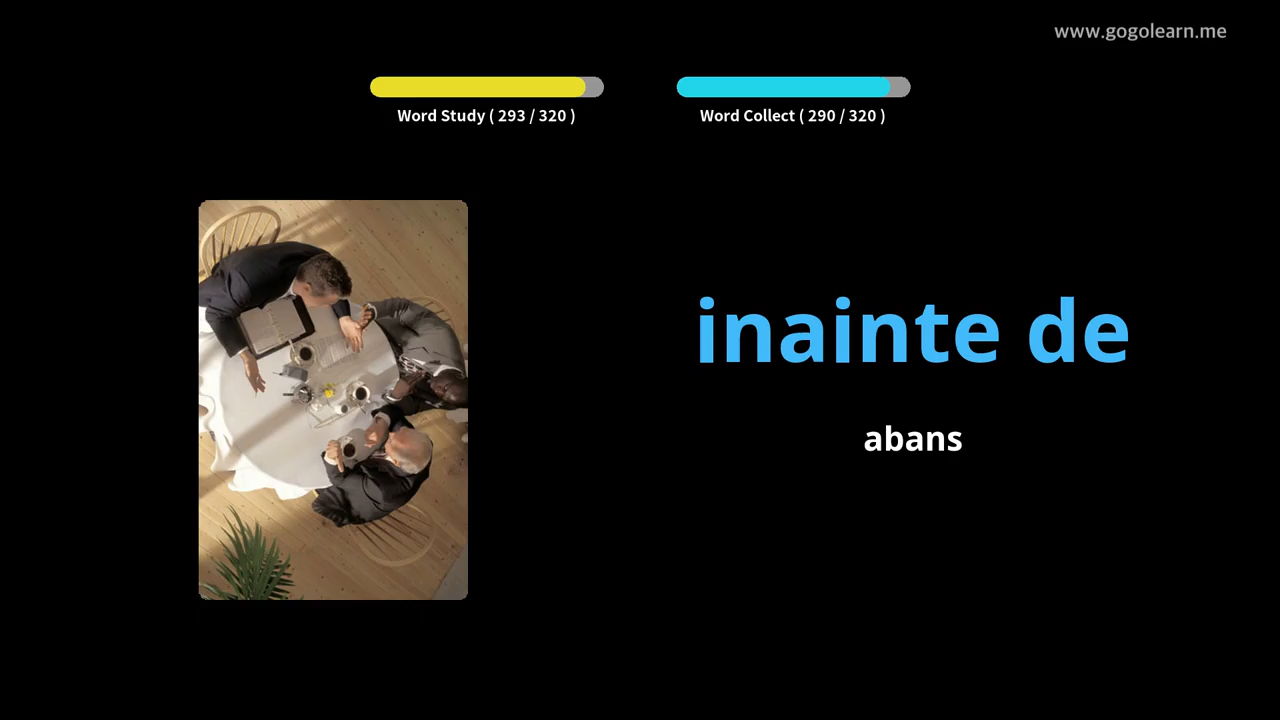 www.gogolearn.me
Word Study ( 293 / 320 )
Word Collect ( 290 / 320 )
inainte de
abans